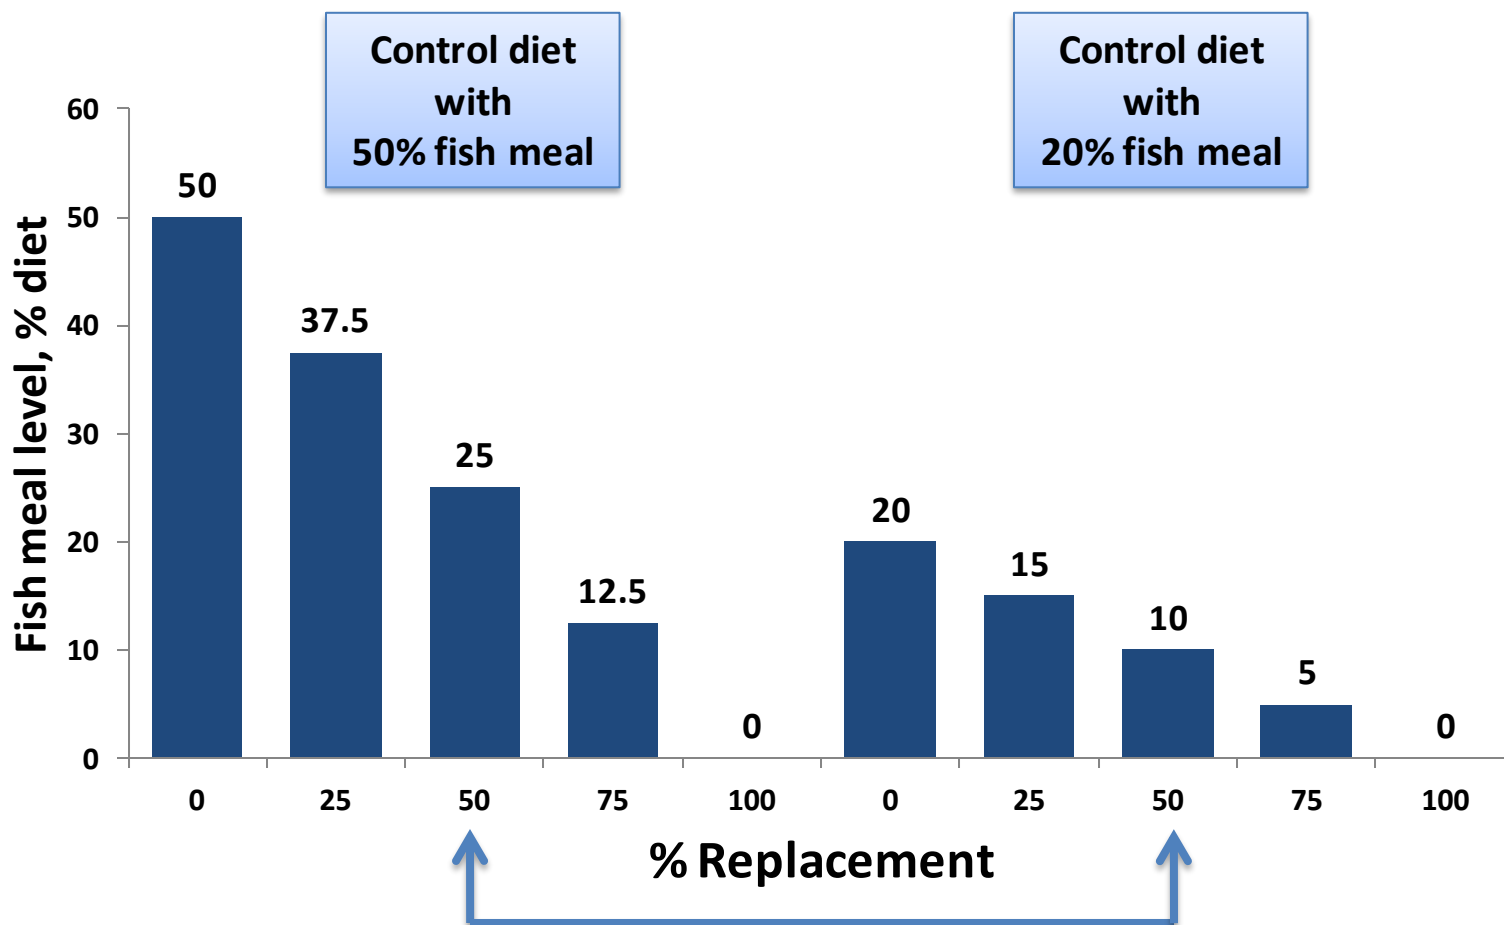 Control diet
with
50% fish meal
Control diet
with
20% fish meal
Fish meal level, % diet
60
50
40
30
20
10
0
50
37.5
25
12.5
0
20
15
10
5
0
0 25 50 75 100 0 25 50 75 100
% Replacement